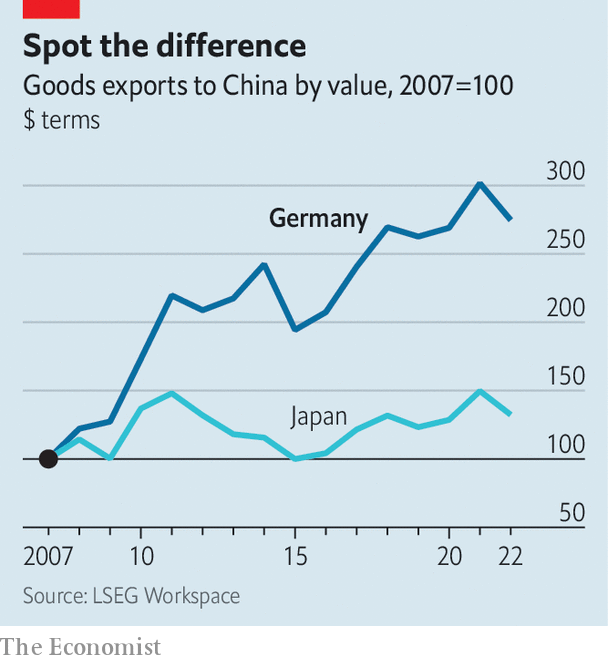 Spot the difference
Goods exports to China by value, 2007=100
$ terms
300
Germany
250
200
150
Japan
100
50
2007 10 15 20 22
Source: LSEG Workspace
The Economist